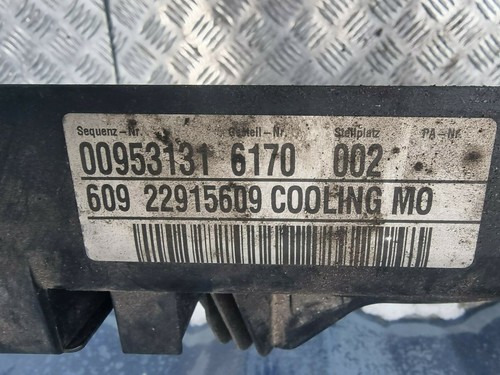 Sequenz-Nr. Gestell-Nr. Stellplatz PA-Nr.
00953131 6170 002
609 22915609 COOLING MO